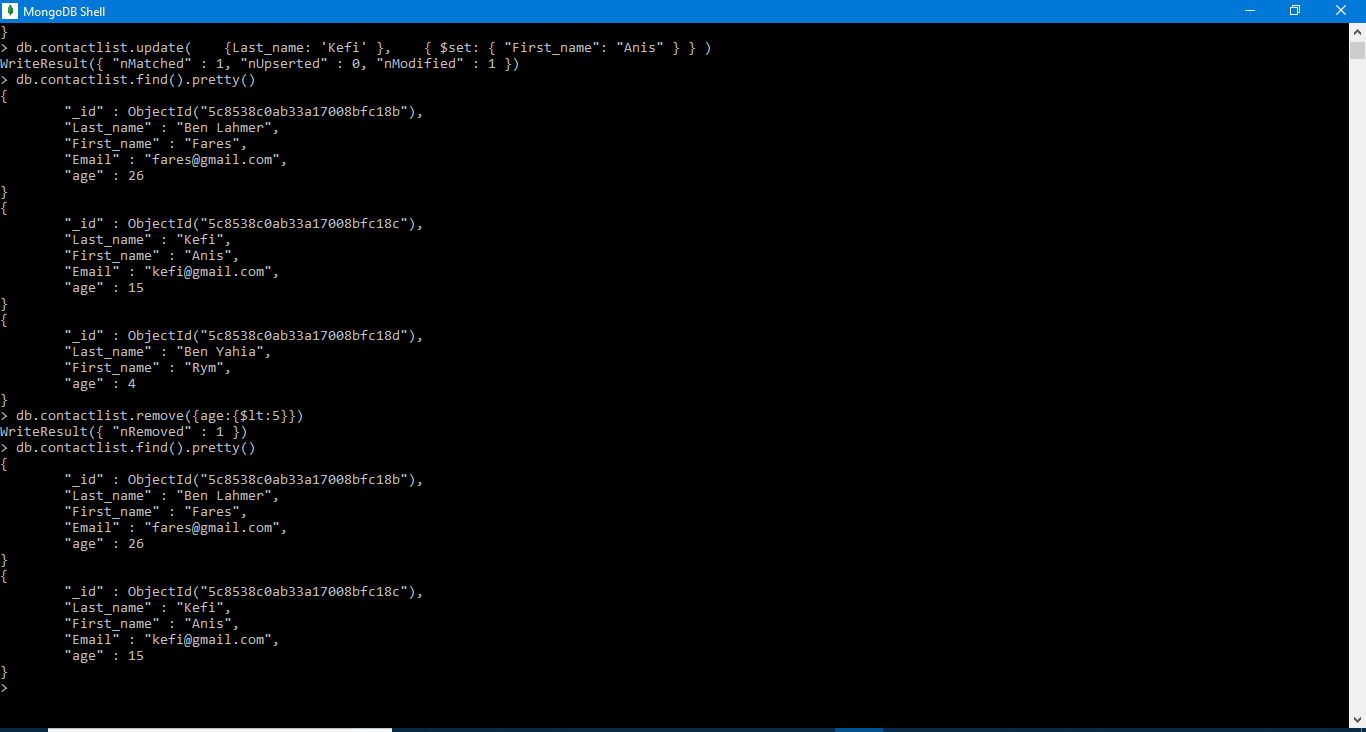 MongoDB Shell
}
> db.contactlist.update(    {Last_name: 'Kefi' },    { $set: { "First_name": "Anis" } } )
WriteResult({ "nMatched" : 1, "nUpserted" : 0, "nModified" : 1 })
> db.contactlist.find().pretty()
{
        "_id" : ObjectId("5c8538c0ab33a17008bfc18b"),
        "Last_name" : "Ben Lahmer",
        "First_name" : "Fares",
        "Email" : "fares@gmail.com",
        "age" : 26
}
{
        "_id" : ObjectId("5c8538c0ab33a17008bfc18c"),
        "Last_name" : "Kefi",
        "First_name" : "Anis",
        "Email" : "kefi@gmail.com",
        "age" : 15
}
{
        "_id" : ObjectId("5c8538c0ab33a17008bfc18d"),
        "Last_name" : "Ben Yahia",
        "First_name" : "Rym",
        "age" : 4
}
> db.contactlist.remove({age:{$lt:5}})
WriteResult({ "nRemoved" : 1 })
> db.contactlist.find().pretty()
{
        "_id" : ObjectId("5c8538c0ab33a17008bfc18b"),
        "Last_name" : "Ben Lahmer",
        "First_name" : "Fares",
        "Email" : "fares@gmail.com",
        "age" : 26
}
{
        "_id" : ObjectId("5c8538c0ab33a17008bfc18c"),
        "Last_name" : "Kefi",
        "First_name" : "Anis",
        "Email" : "kefi@gmail.com",
        "age" : 15
}
>